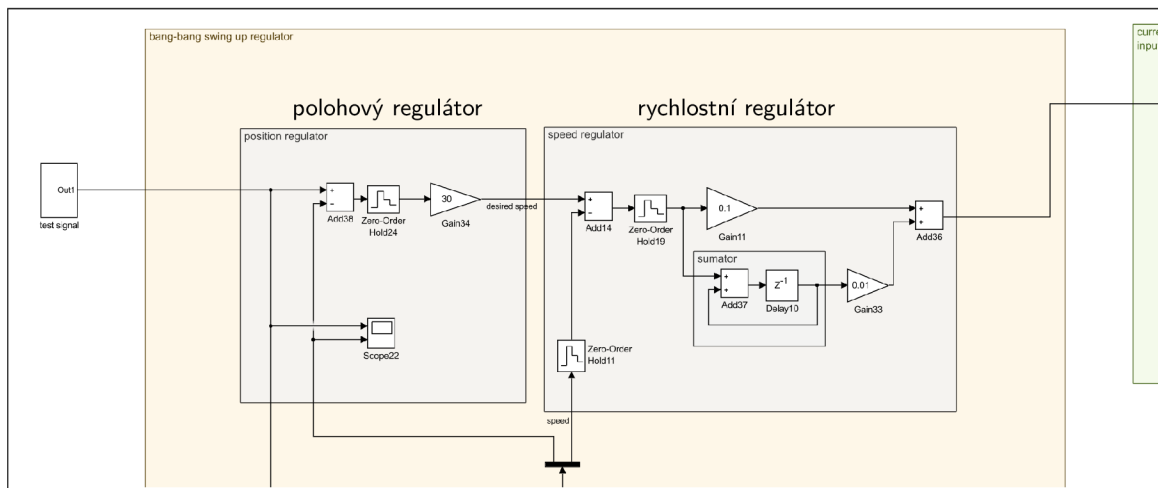 bang-bang swing up regulator
curre
inpu
polohový regulátor
rychlostní regulátor
position regulator
speed regulator
Out1
test signal
+
−
Add38
Zero-Order
Hold24
30
Gain34
desired speed
+
−
Add14
Zero-Order
Hold19
0.1
Gain11
+
+
Add36
sumator
+
+
Add37
Z-1
Delay10
0.01
Gain33
Scope22
Zero-Order
Hold11
speed